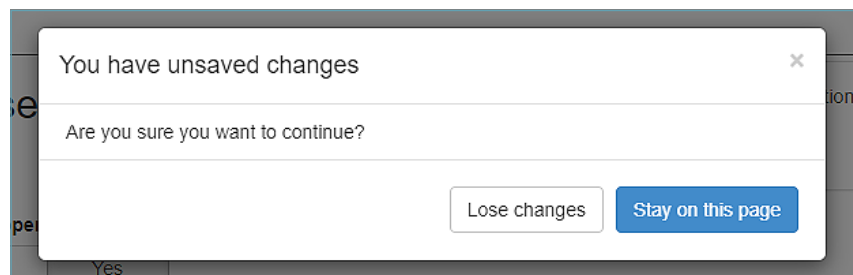 You have unsaved changes
×
Are you sure you want to continue?
Lose changes
Stay on this page
Yes